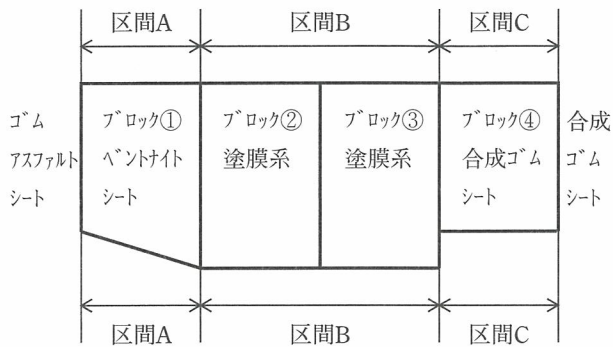 区間A
区間B
区間C
ゴム
アスファルト
シート
ブロック①
ベントナイト
シート
ブロック②
塗膜系
ブロック③
塗膜系
ブロック④
合成ゴム
シート
合成
ゴム
シート
区間A
区間B
区間C